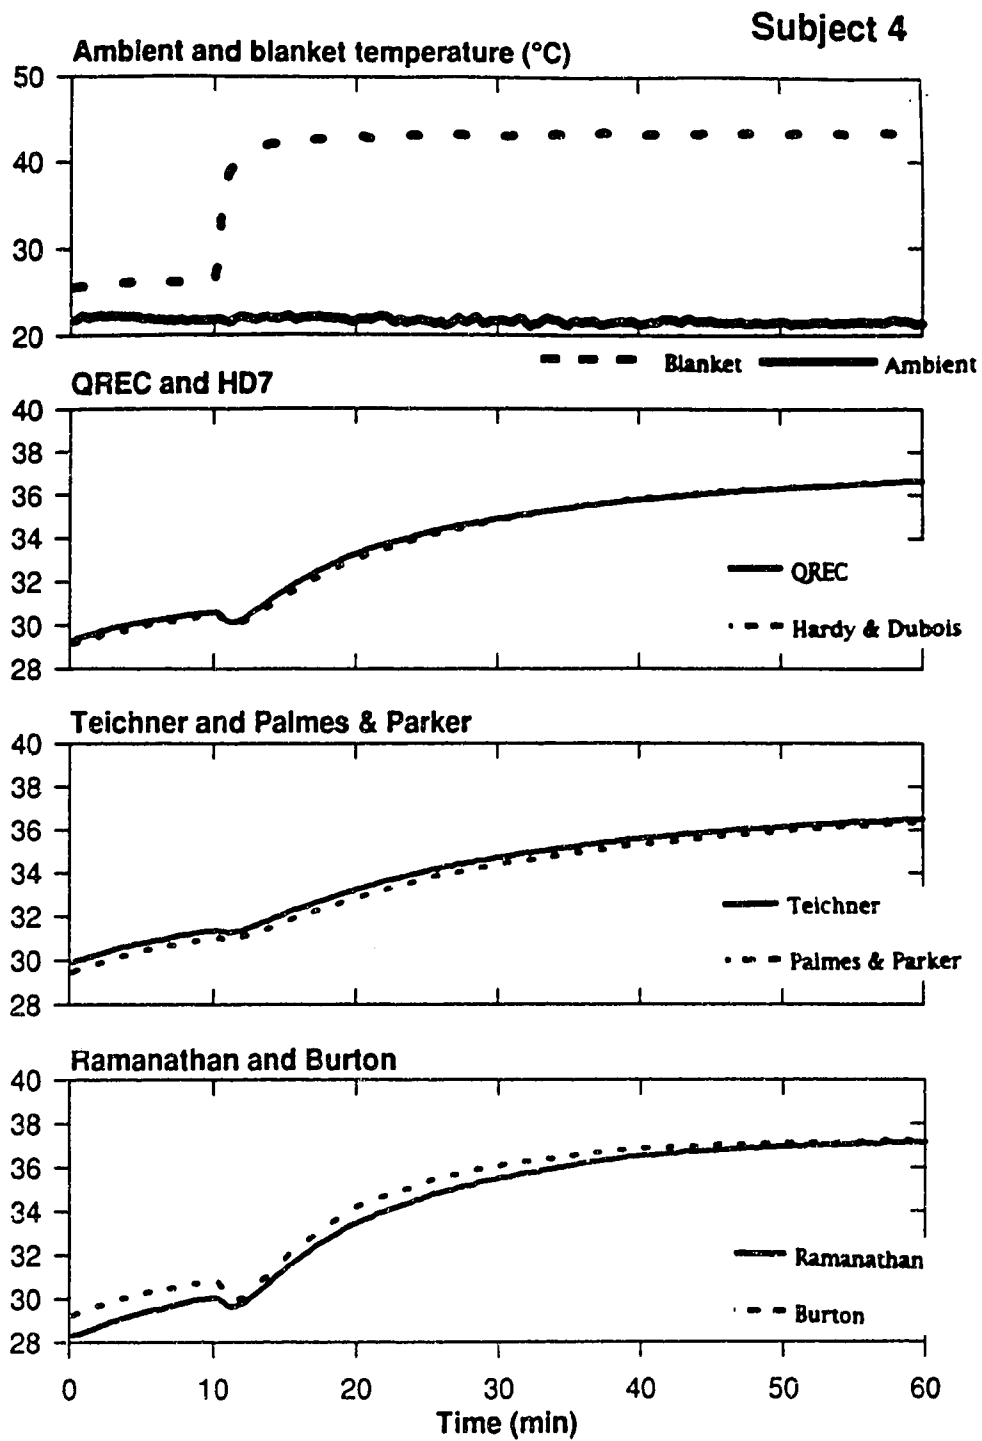 Subject 4
Ambient and blanket temperature (°C)
50
40
30
20
Blanket Ambient
QREC and HD7
40
38
36
34
32
30
28
QREC
Hardy & Dubois
Teichner and Palmes & Parker
40
38
36
34
32
30
28
Teichner
Palmes & Parker
Ramanathan and Burton
40
38
36
34
32
30
28
Ramanathan
Burton
0 10 20 30 40 50 60
Time (min)